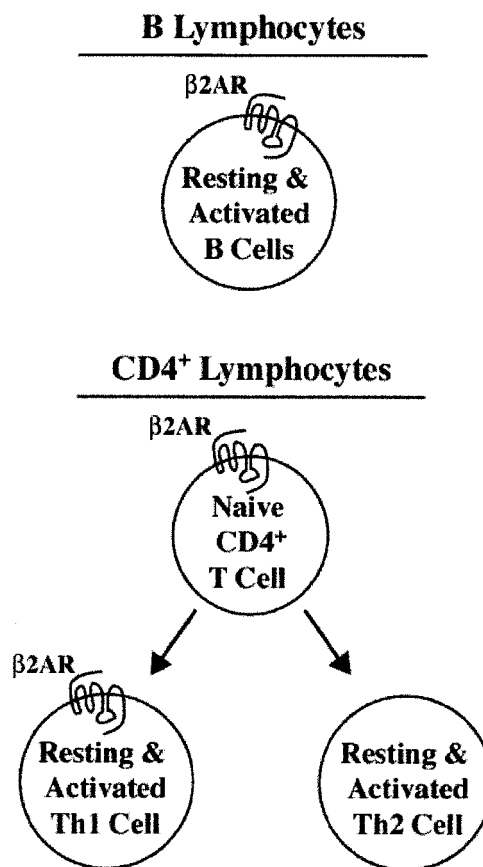 B Lymphocytes
β2AR
Resting &
Activated
B Cells
CD4⁺ Lymphocytes
β2AR
Naive
CD4⁺
T Cell
β2AR
Resting &
Activated
Th1 Cell
Resting &
Activated
Th2 Cell